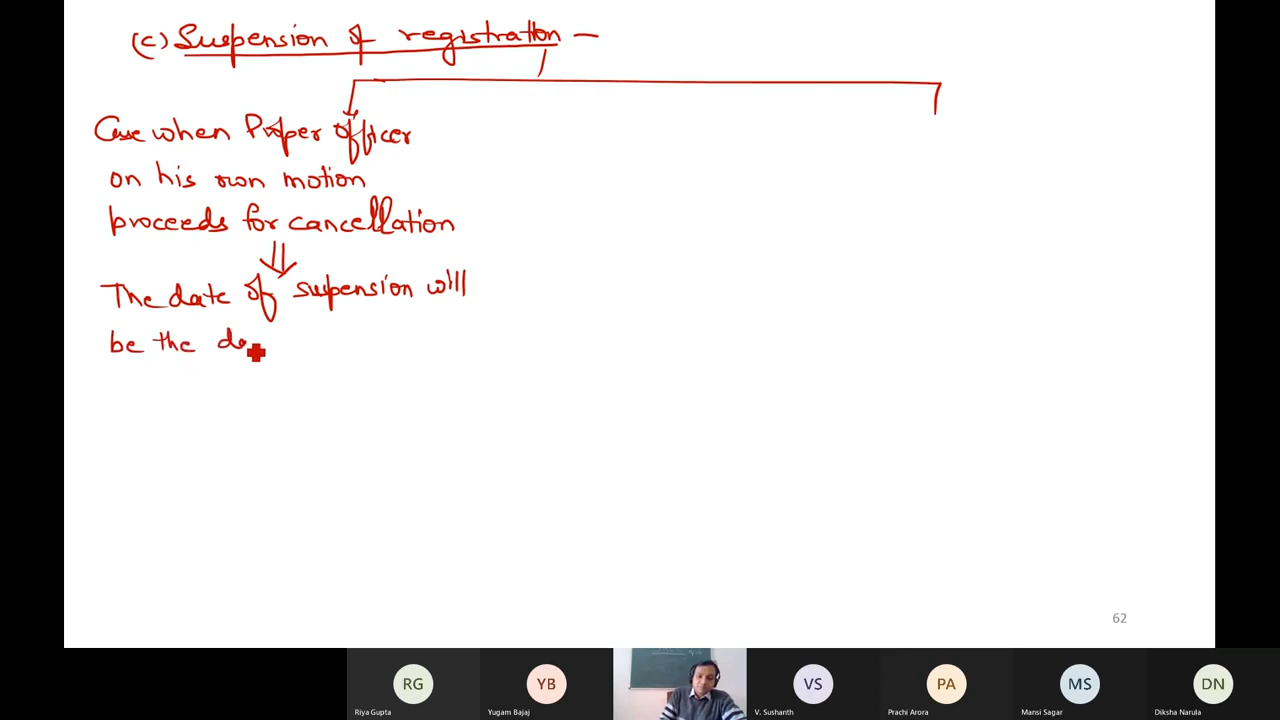 (c) Suspension of registration -
Case when Proper officer
on his own motion
proceeds for cancellation
The date of suspension will
be the da
62
RG
YB
VS
PA
MS
DN
Riya Gupta
Yugam Bajaj
V. Sushanth
Prachi Arora
Mansi Sagar
Diksha Narula